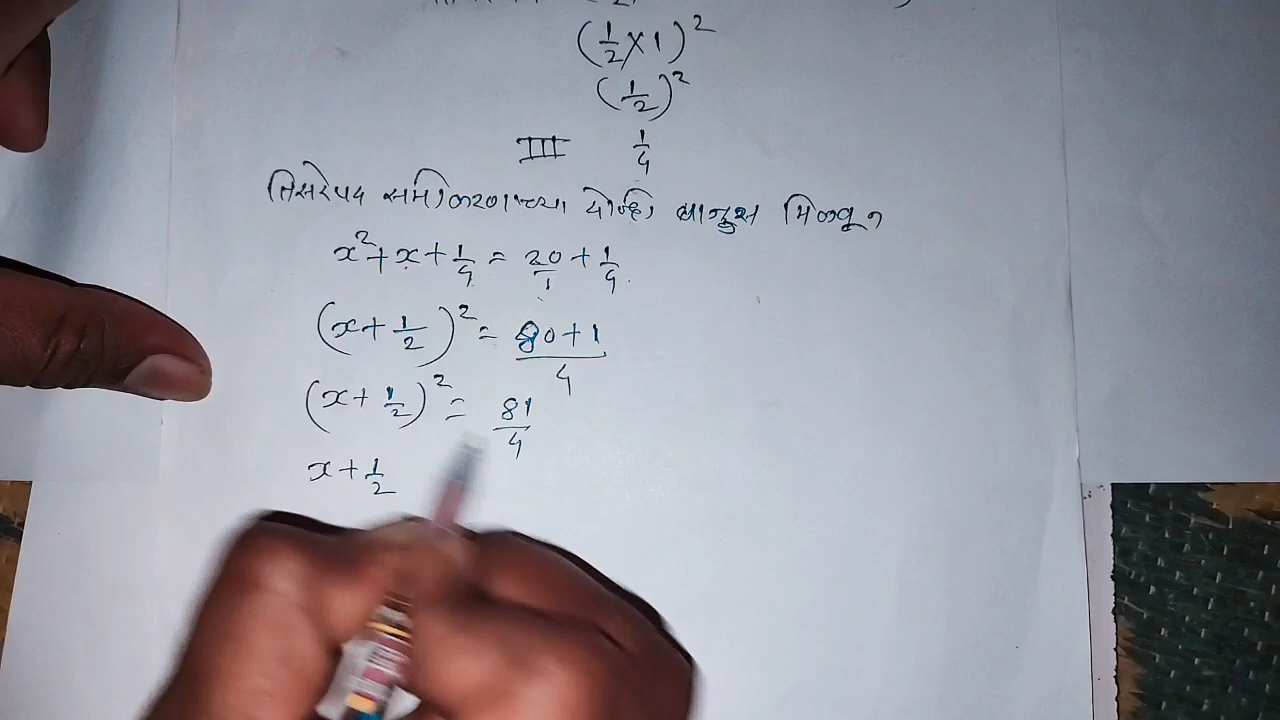 (1/2 × 1)²
(1/2)²
III 1/4
तिसरे पद समीकरणाच्या दोन्ही बाजुस मिळवून
x² + x + 1/4 = 20/1 + 1/4
(x + 1/2)² = 80+1/4
(x + 1/2)² = 81/4
x + 1/2